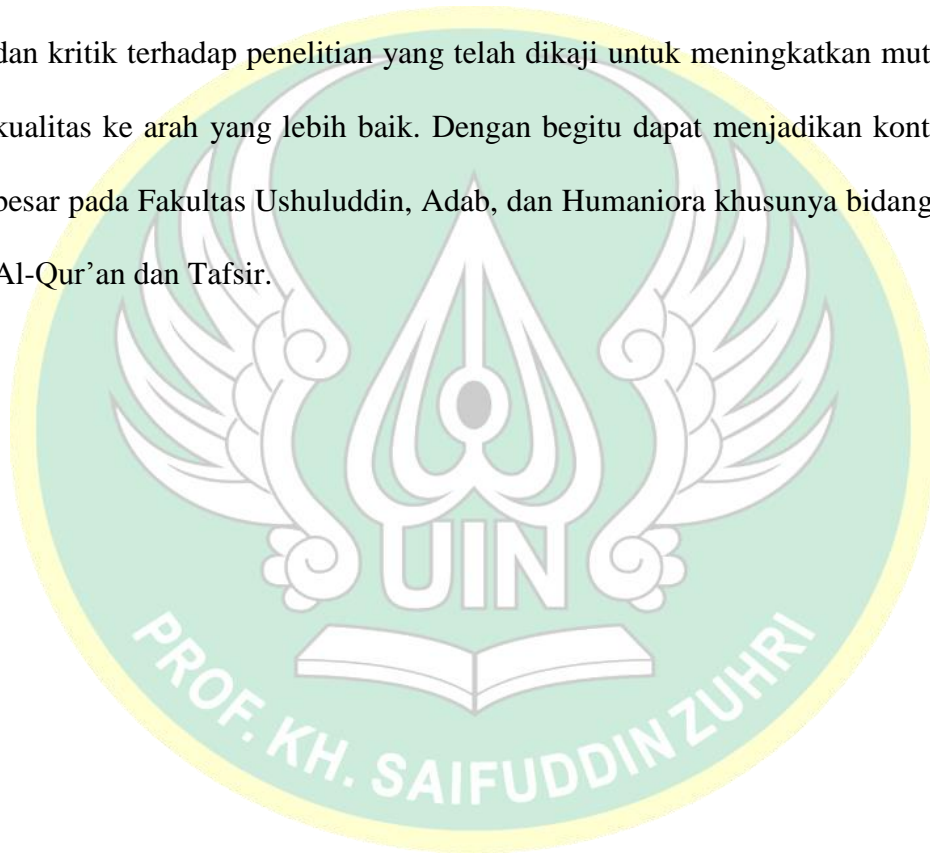 dan kritik terhadap penelitian yang telah dikaji untuk meningkatkan mut
kualitas ke arah yang lebih baik. Dengan begitu dapat menjadikan kont
besar pada Fakultas Ushuluddin, Adab, dan Humaniora khusunya bidang
Al-Qur’an dan Tafsir.
UIN
PROF. KH. SAIFUDDIN ZUHRI